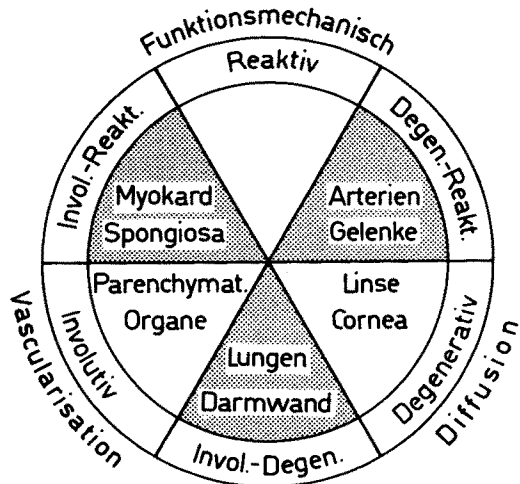 Funktionsmechanisch
Reaktiv
Invol.-Reakt.
Degen.-Reakt.
Myokard
Spongiosa
Arterien
Gelenke
Parenchymat.
Organe
Linse
Cornea
Lungen
Darmwand
Involutiv
Degenerativ
Vascularisation
Diffusion
Invol.-Degen.